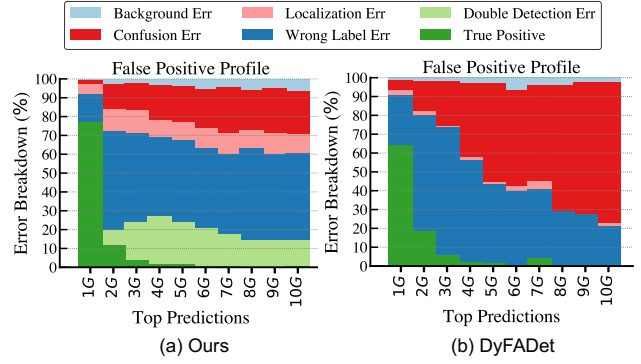 Background Err Localization Err Double Detection Err
Confusion Err Wrong Label Err True Positive
False Positive Profile
Error Breakdown (%)
100
90
80
70
60
50
40
30
20
10
0
1G 2G 3G 4G 5G 6G 7G 8G 9G 10G
Top Predictions
(a) Ours
False Positive Profile
Error Breakdown (%)
100
90
80
70
60
50
40
30
20
10
0
1G 2G 3G 4G 5G 6G 7G 8G 9G 10G
Top Predictions
(b) DyFADet